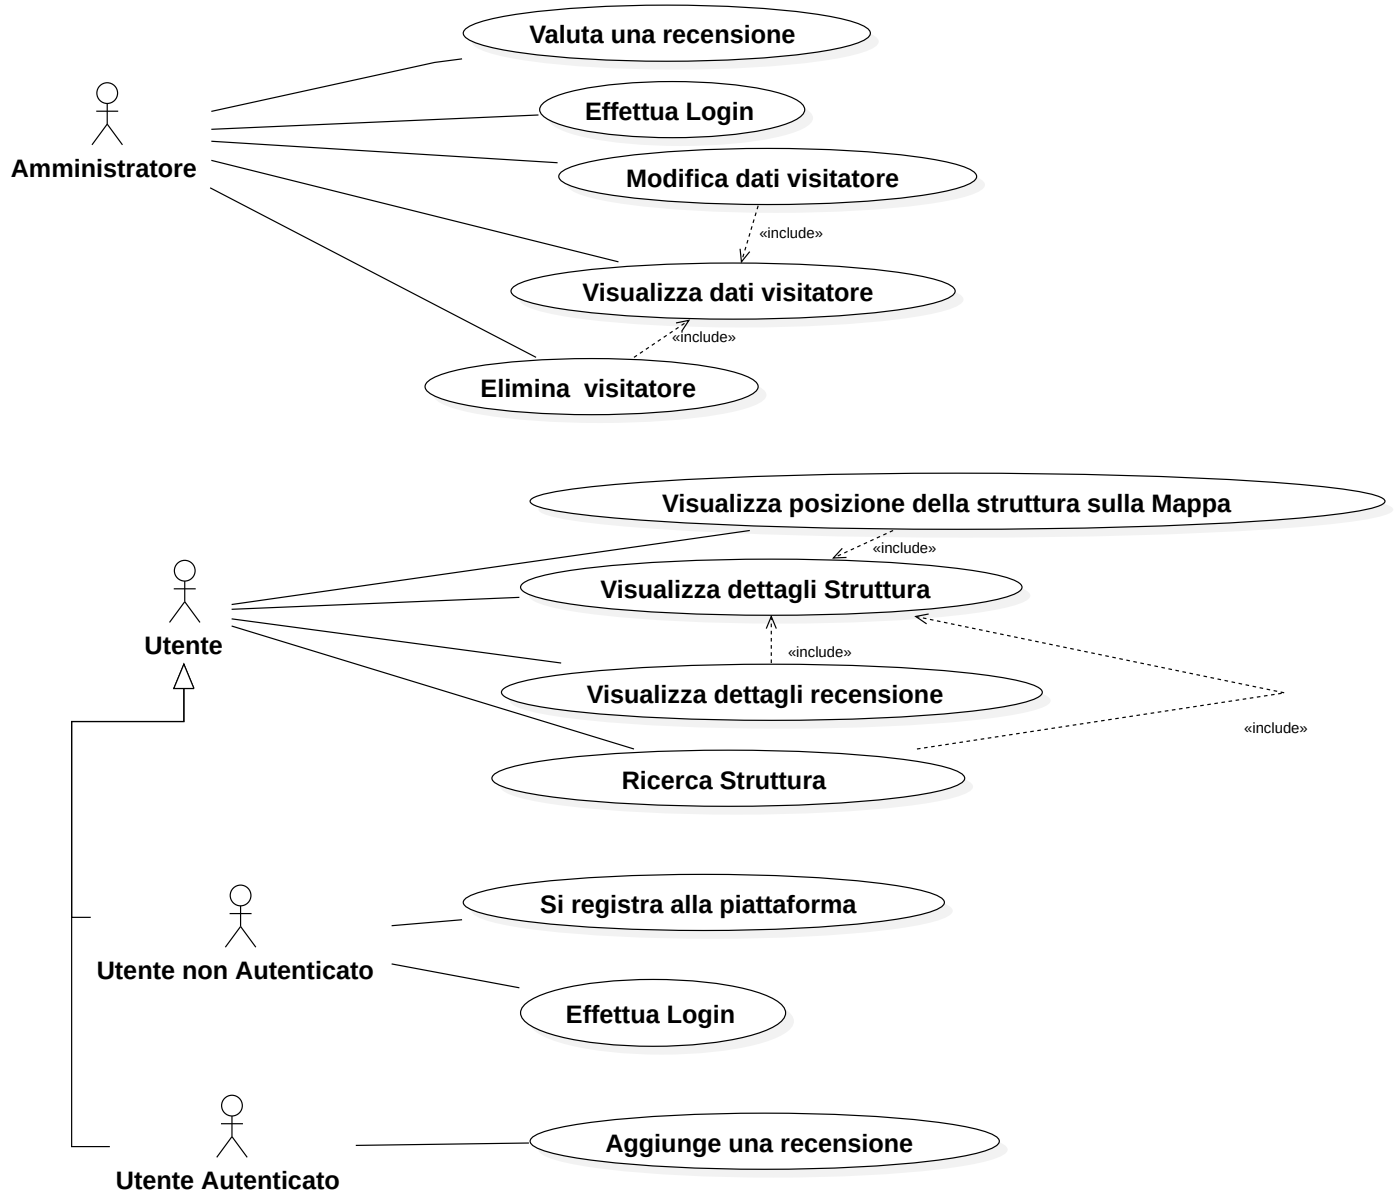 Valuta una recensione
Effettua Login
Amministratore
Modifica dati visitatore
«include»
Visualizza dati visitatore
«include»
Elimina  visitatore
Visualizza posizione della struttura sulla Mappa
«include»
Visualizza dettagli Struttura
Utente
«include»
Visualizza dettagli recensione
«include»
Ricerca Struttura
Si registra alla piattaforma
Utente non Autenticato
Effettua Login
Aggiunge una recensione
Utente Autenticato